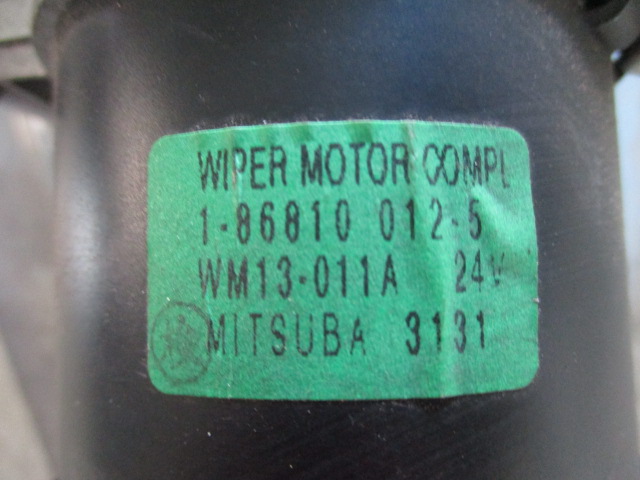 WIPER MOTOR COMPL
1-86810 012-5
WM13-011A 24V
MITSUBA 3131